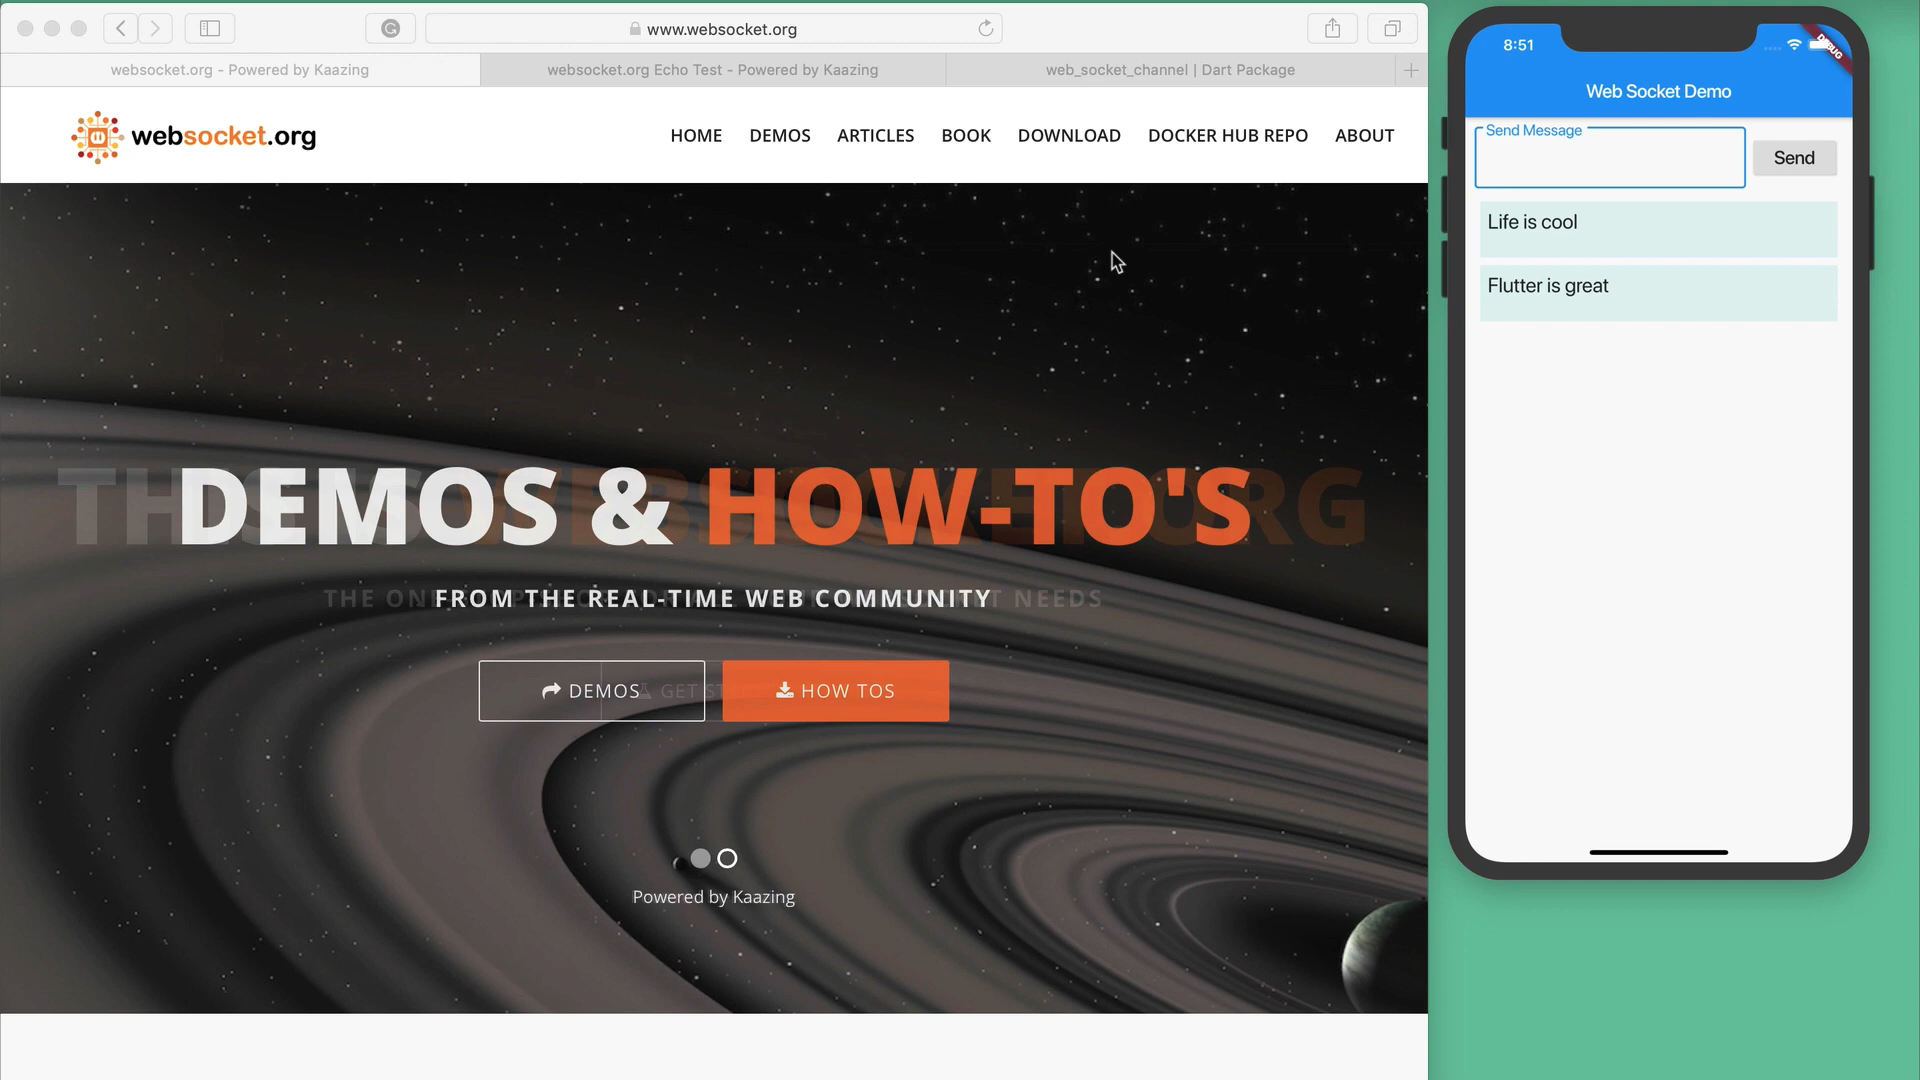 www.websocket.org
websocket.org - Powered by Kaazing
websocket.org Echo Test - Powered by Kaazing
web_socket_channel | Dart Package
websocket.org
HOME DEMOS ARTICLES BOOK DOWNLOAD DOCKER HUB REPO ABOUT
DEMOS & HOW-TO'S
FROM THE REAL-TIME WEB COMMUNITY
DEMOS
HOW TOS
Powered by Kaazing
8:51
DEBUG
Web Socket Demo
Send Message
Send
Life is cool
Flutter is great